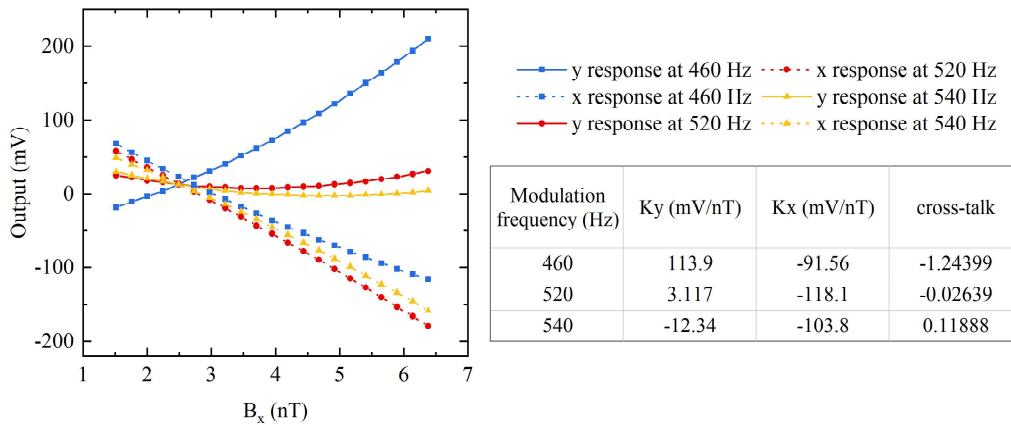 200
100
0
-100
-200
Output (mV)
1 2 3 4 5 6 7
Bₓ (nT)
y response at 460 Hz
x response at 460 Hz
y response at 520 Hz
x response at 520 Hz
y response at 540 Hz
x response at 540 Hz
Modulation frequency (Hz) Ky (mV/nT) Kx (mV/nT) cross-talk
460 113.9 -91.56 -1.24399
520 3.117 -118.1 -0.02639
540 -12.34 -103.8 0.11888